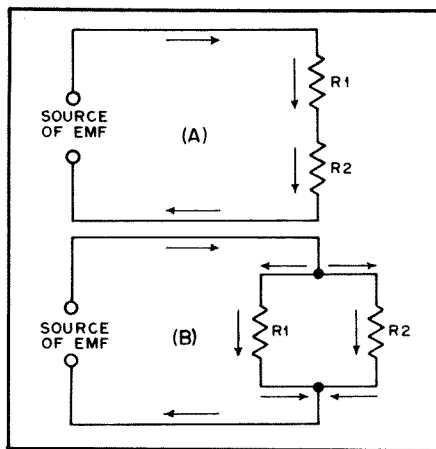 SOURCE
OF EMF
(A)
R1
R2
SOURCE
OF EMF
(B)
R1
R2